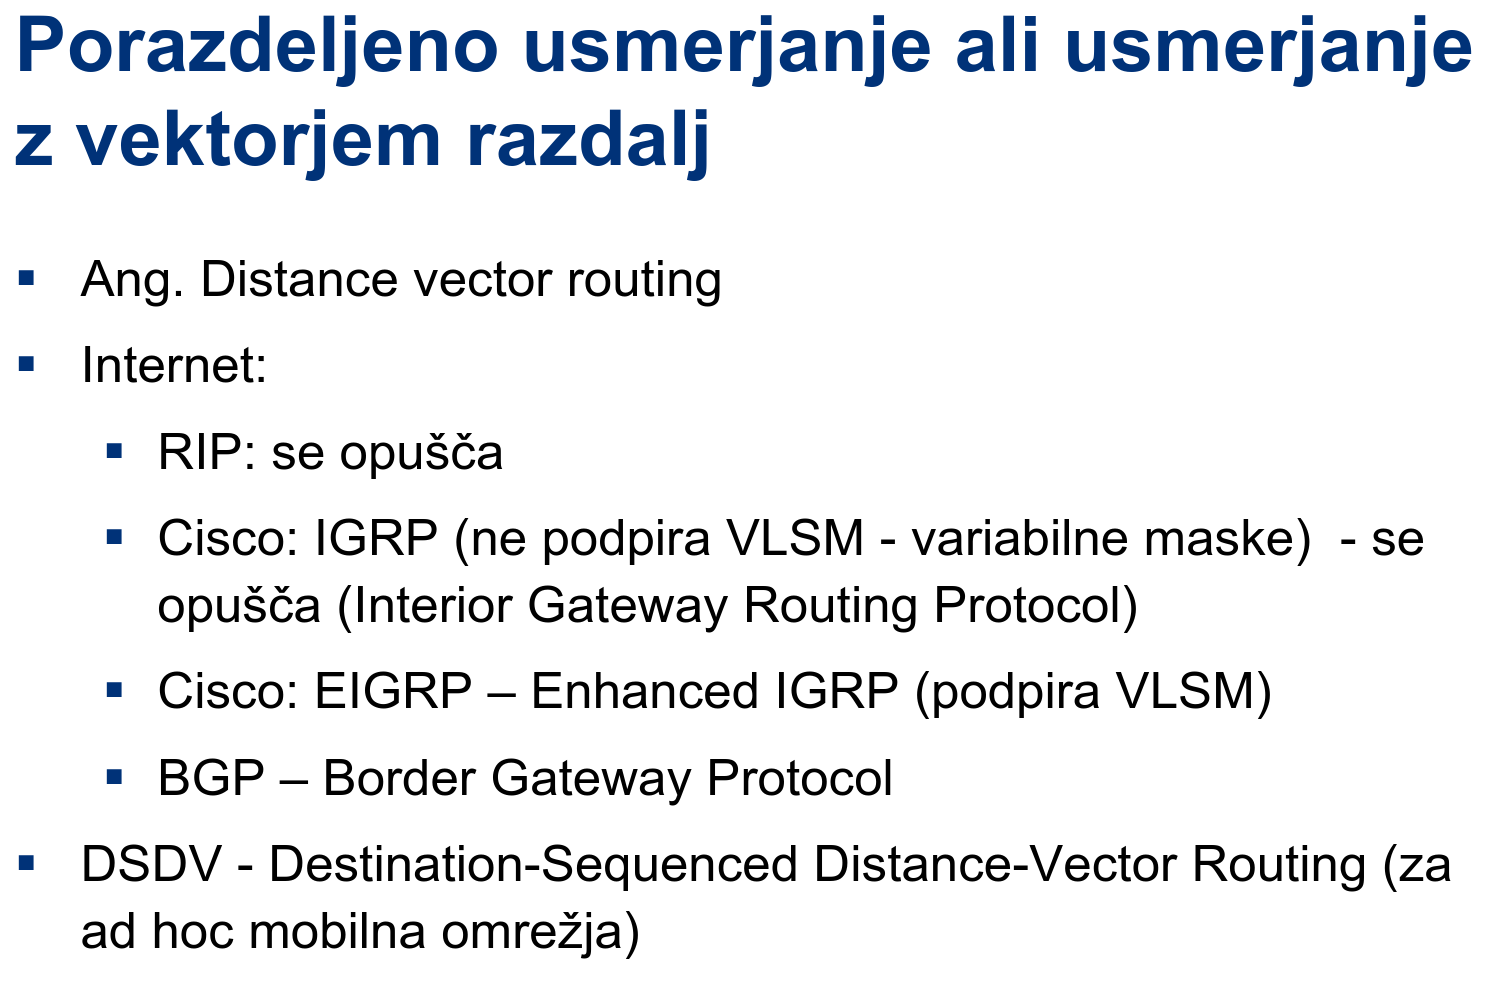 Porazdeljeno usmerjanje ali usmerjanje
z vektorjem razdalj
▪ Ang. Distance vector routing
▪ Internet:
▪ RIP: se opušča
▪ Cisco: IGRP (ne podpira VLSM - variabilne maske)  - se
opušča (Interior Gateway Routing Protocol)
▪ Cisco: EIGRP – Enhanced IGRP (podpira VLSM)
▪ BGP – Border Gateway Protocol
▪ DSDV - Destination-Sequenced Distance-Vector Routing (za
ad hoc mobilna omrežja)